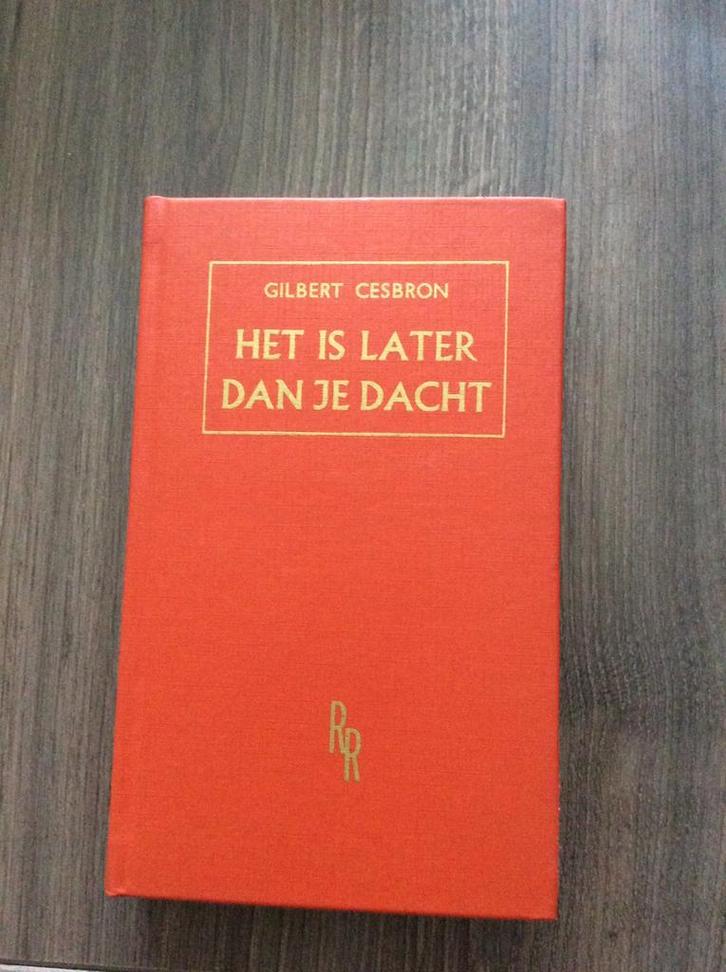 GILBERT CESBRON
HET IS LATER
DAN JE DACHT
RR